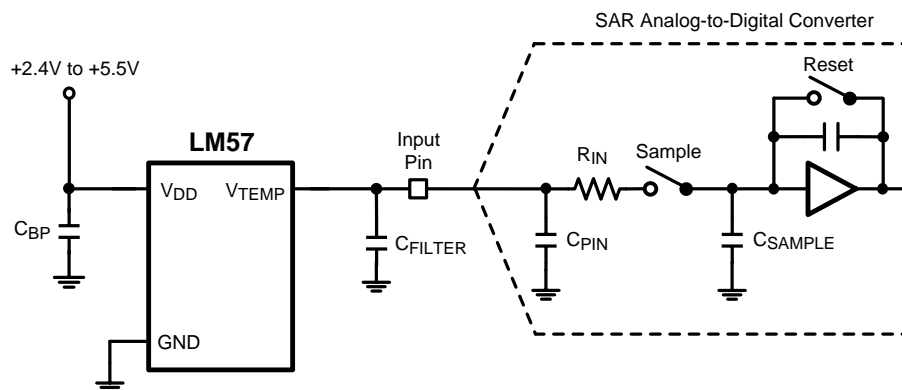 SAR Analog-to-Digital Converter
+2.4V to +5.5V
Reset
LM57
Input
Pin
RIN
Sample
VDD
VTEMP
CBP
CFILTER
CPIN
CSAMPLE
GND